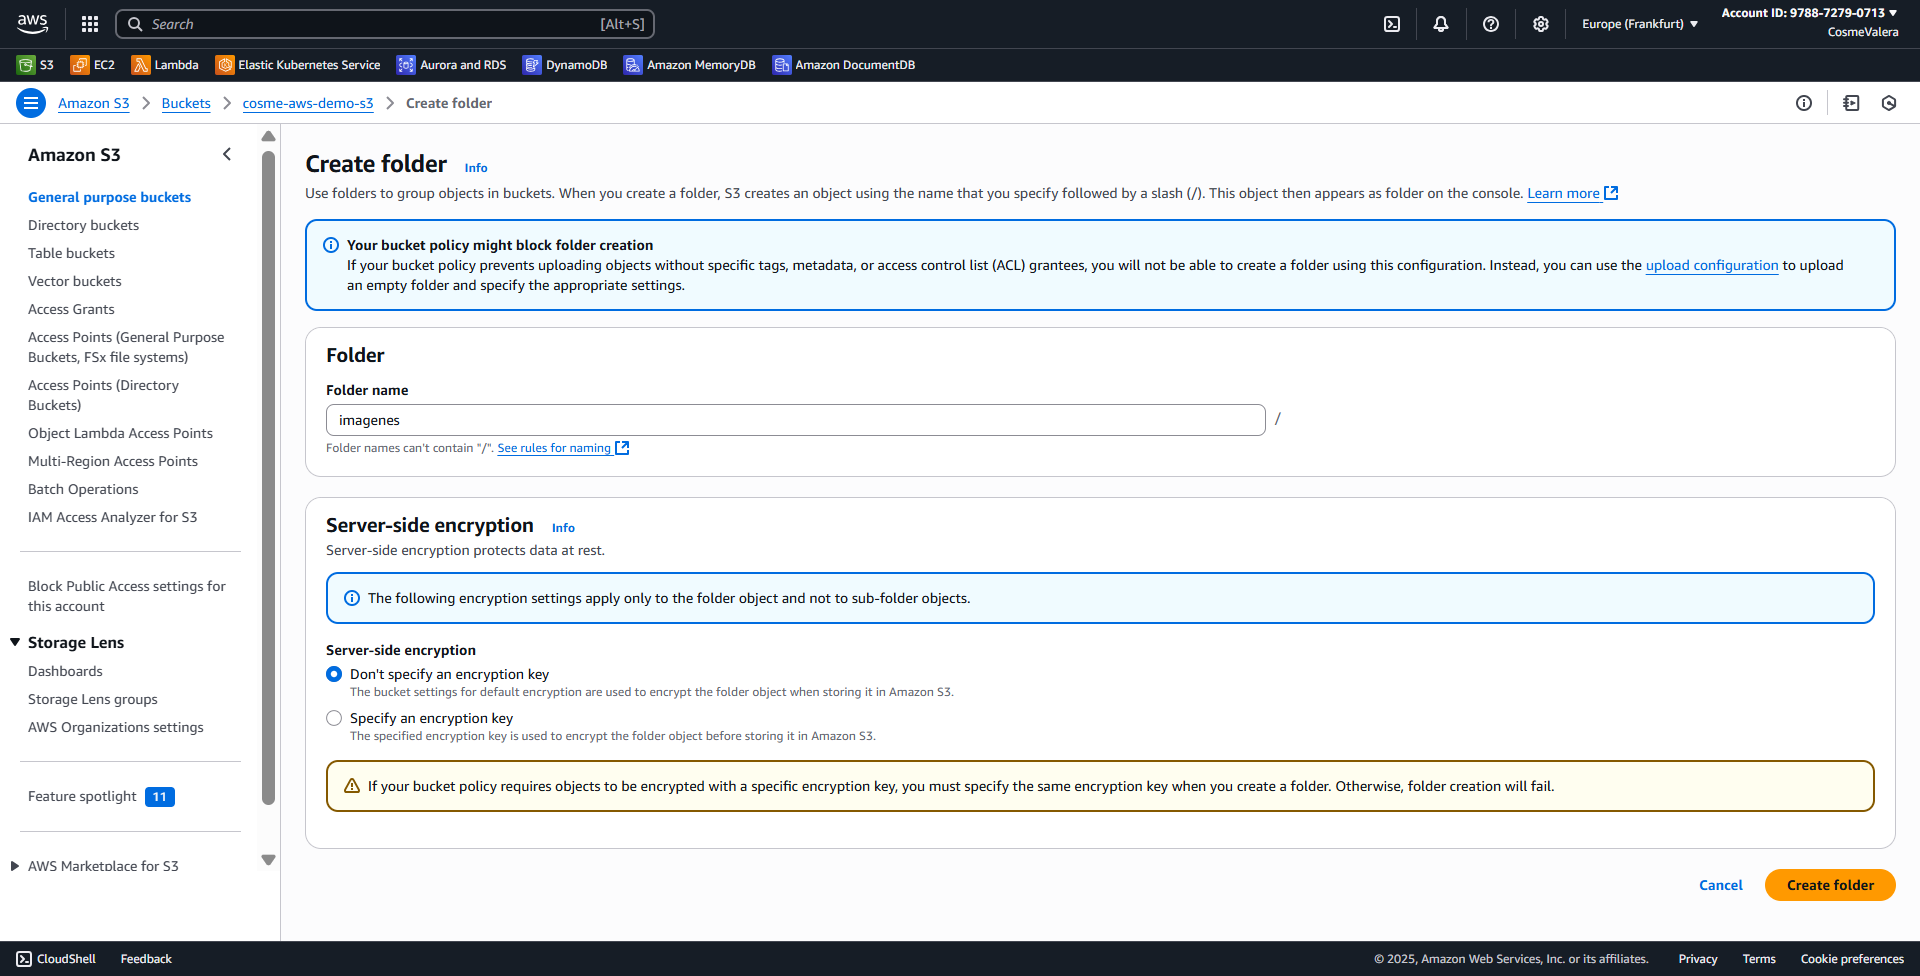 aws
Search [Alt+S]
Europe (Frankfurt)
Account ID: 9788-7279-0713
CosmeValera
S3
EC2
Lambda
Elastic Kubernetes Service
Aurora and RDS
DynamoDB
Amazon MemoryDB
Amazon DocumentDB
Amazon S3
Buckets
cosme-aws-demo-s3
Create folder
Amazon S3
General purpose buckets
Directory buckets
Table buckets
Vector buckets
Access Grants
Access Points (General Purpose
Buckets, FSx file systems)
Access Points (Directory
Buckets)
Object Lambda Access Points
Multi-Region Access Points
Batch Operations
IAM Access Analyzer for S3
Block Public Access settings for
this account
Storage Lens
Dashboards
Storage Lens groups
AWS Organizations settings
Feature spotlight 11
AWS Marketplace for S3
Create folder Info
Use folders to group objects in buckets. When you create a folder, S3 creates an object using the name that you specify followed by a slash (/). This object then appears as folder on the console. Learn more
Your bucket policy might block folder creation
If your bucket policy prevents uploading objects without specific tags, metadata, or access control list (ACL) grantees, you will not be able to create a folder using this configuration. Instead, you can use the upload configuration to upload
an empty folder and specify the appropriate settings.
Folder
Folder name
imagenes /
Folder names can't contain "/". See rules for naming
Server-side encryption Info
Server-side encryption protects data at rest.
The following encryption settings apply only to the folder object and not to sub-folder objects.
Server-side encryption
Don't specify an encryption key
The bucket settings for default encryption are used to encrypt the folder object when storing it in Amazon S3.
Specify an encryption key
The specified encryption key is used to encrypt the folder object before storing it in Amazon S3.
If your bucket policy requires objects to be encrypted with a specific encryption key, you must specify the same encryption key when you create a folder. Otherwise, folder creation will fail.
Cancel
Create folder
CloudShell
Feedback
© 2025, Amazon Web Services, Inc. or its affiliates.
Privacy
Terms
Cookie preferences